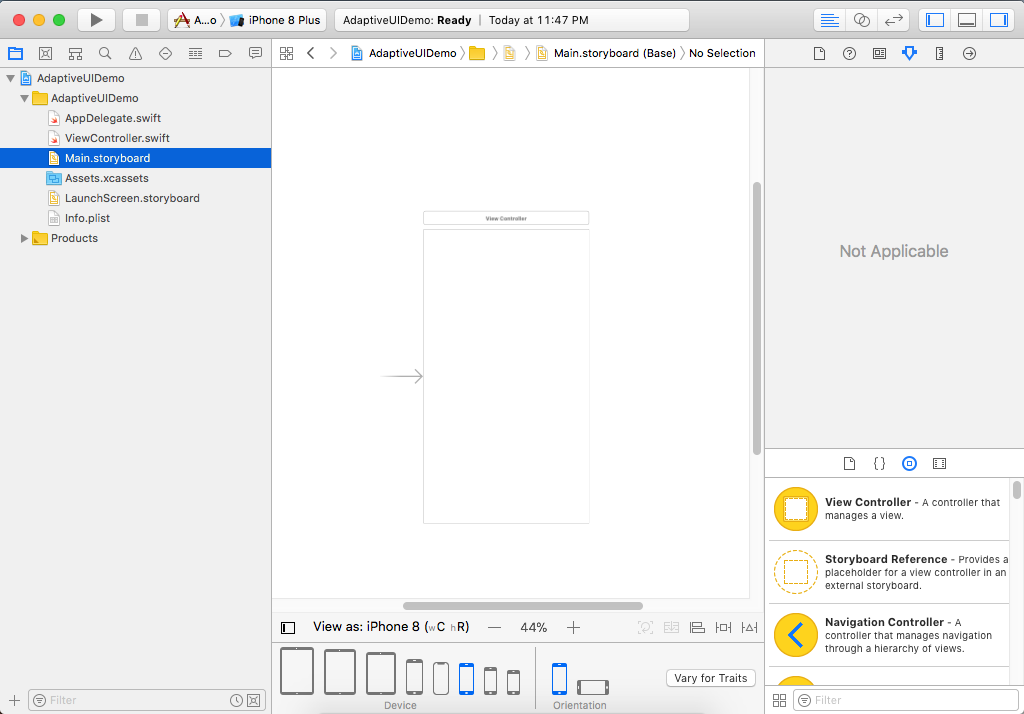 A...o
iPhone 8 Plus
AdaptiveUIDemo: Ready | Today at 11:47 PM
AdaptiveUIDemo
Main.storyboard (Base)
No Selection
AdaptiveUIDemo
AdaptiveUIDemo
AppDelegate.swift
ViewController.swift
Main.storyboard
Assets.xcassets
LaunchScreen.storyboard
Info.plist
Products
View Controller
Not Applicable
View Controller - A controller that
manages a view.
Storyboard Reference - Provides a
placeholder for a view controller in an
external storyboard.
Navigation Controller - A
controller that manages navigation
through a hierarchy of views.
View as: iPhone 8 (wC hR)
44%
Vary for Traits
Device
Orientation
Filter
Filter